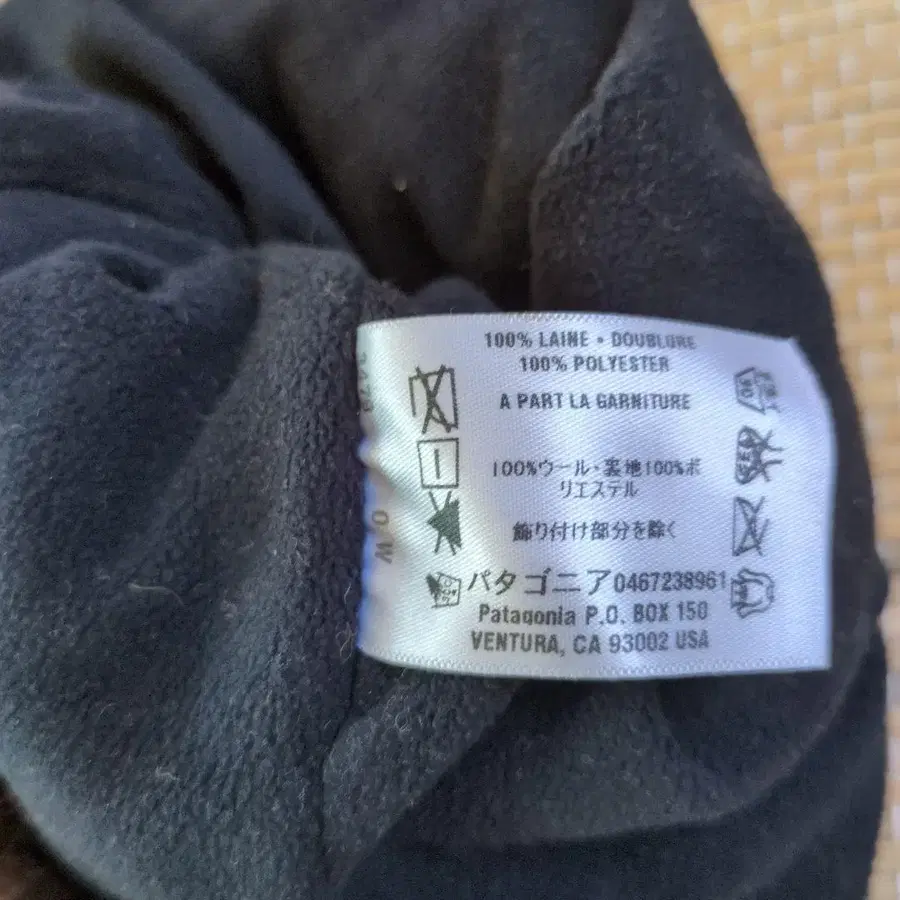 100% LAINE • DOUBLURE
100% POLYESTER
A PART LA GARNITURE
100%ウール・裏地100%ポ
リエステル
飾り付け部分を除く
パタゴニア0467238961
Patagonia P.O. BOX 150
VENTURA, CA 93002 USA